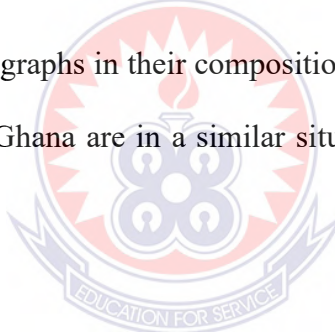 graphs in their compositio
Ghana are in a similar situ
EDUCATION FOR SERVICE